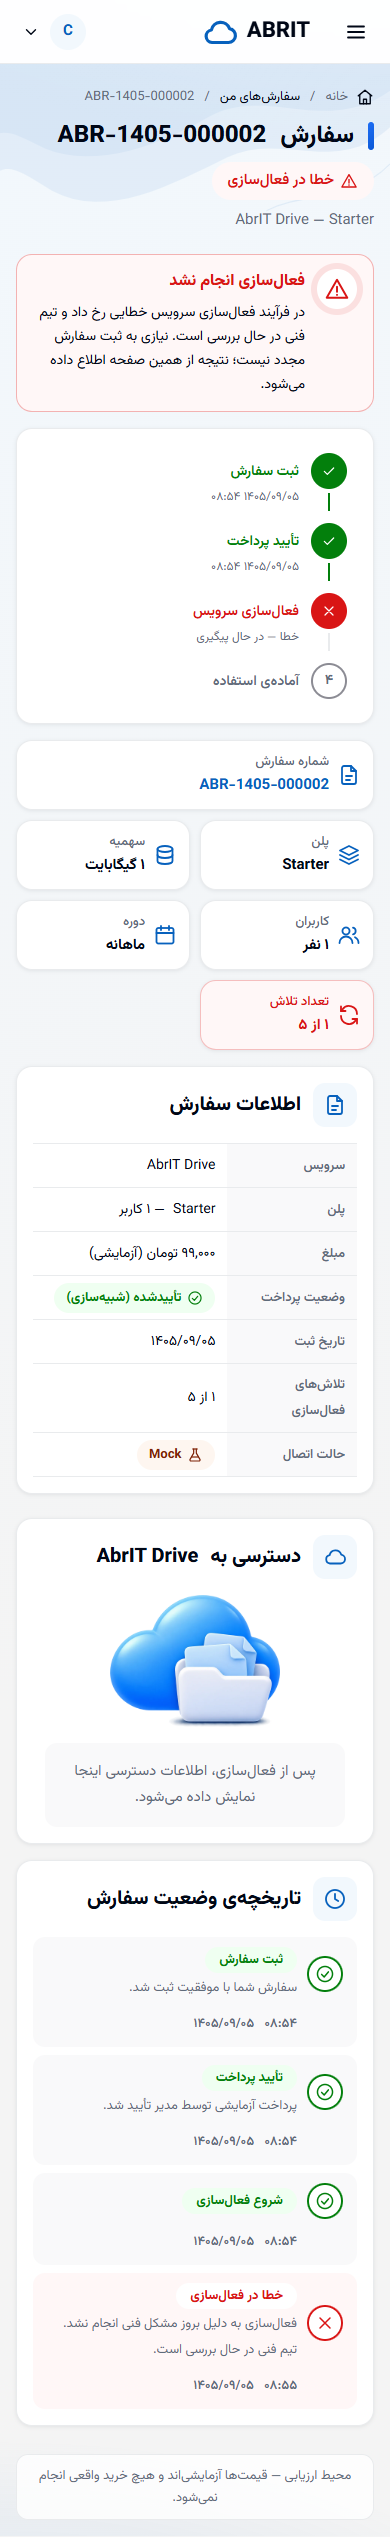 ABRIT
C
خانه / سفارش‌های من / ABR-1405-000002
سفارش ABR-1405-000002
خطا در فعال‌سازی
AbrIT Drive — Starter
فعال‌سازی انجام نشد
در فرآیند فعال‌سازی سرویس خطایی رخ داد و تیم
فنی در حال بررسی است. نیازی به ثبت سفارش
مجدد نیست؛ نتیجه از همین صفحه اطلاع داده
می‌شود.
ثبت سفارش
۱۴۰۵/۰۹/۰۵ ۰۸:۵۴
تأیید پرداخت
۱۴۰۵/۰۹/۰۵ ۰۸:۵۴
فعال‌سازی سرویس
خطا — در حال پیگیری
۴
آماده‌ی استفاده
شماره سفارش
ABR-1405-000002
پلن
Starter
سهمیه
۱ گیگابایت
کاربران
۱ نفر
دوره
ماهانه
تعداد تلاش
۱ از ۵
اطلاعات سفارش
سرویس AbrIT Drive
پلن Starter — ۱ کاربر
مبلغ ۹۹,۰۰۰ تومان (آزمایشی)
وضعیت پرداخت تأییدشده (شبیه‌سازی)
تاریخ ثبت ۱۴۰۵/۰۹/۰۵
تلاش‌های
فعال‌سازی ۱ از ۵
حالت اتصال Mock
دسترسی به AbrIT Drive
پس از فعال‌سازی، اطلاعات دسترسی اینجا
نمایش داده می‌شود.
تاریخچه‌ی وضعیت سفارش
ثبت سفارش
سفارش شما با موفقیت ثبت شد.
۰۸:۵۴ ۱۴۰۵/۰۹/۰۵
تأیید پرداخت
پرداخت آزمایشی توسط مدیر تأیید شد.
۰۸:۵۴ ۱۴۰۵/۰۹/۰۵
شروع فعال‌سازی
۰۸:۵۴ ۱۴۰۵/۰۹/۰۵
خطا در فعال‌سازی
فعال‌سازی به دلیل بروز مشکل فنی انجام نشد.
تیم فنی در حال بررسی است.
۰۸:۵۵ ۱۴۰۵/۰۹/۰۵
محیط ارزیابی — قیمت‌ها آزمایشی‌اند و هیچ خرید واقعی انجام
نمی‌شود.